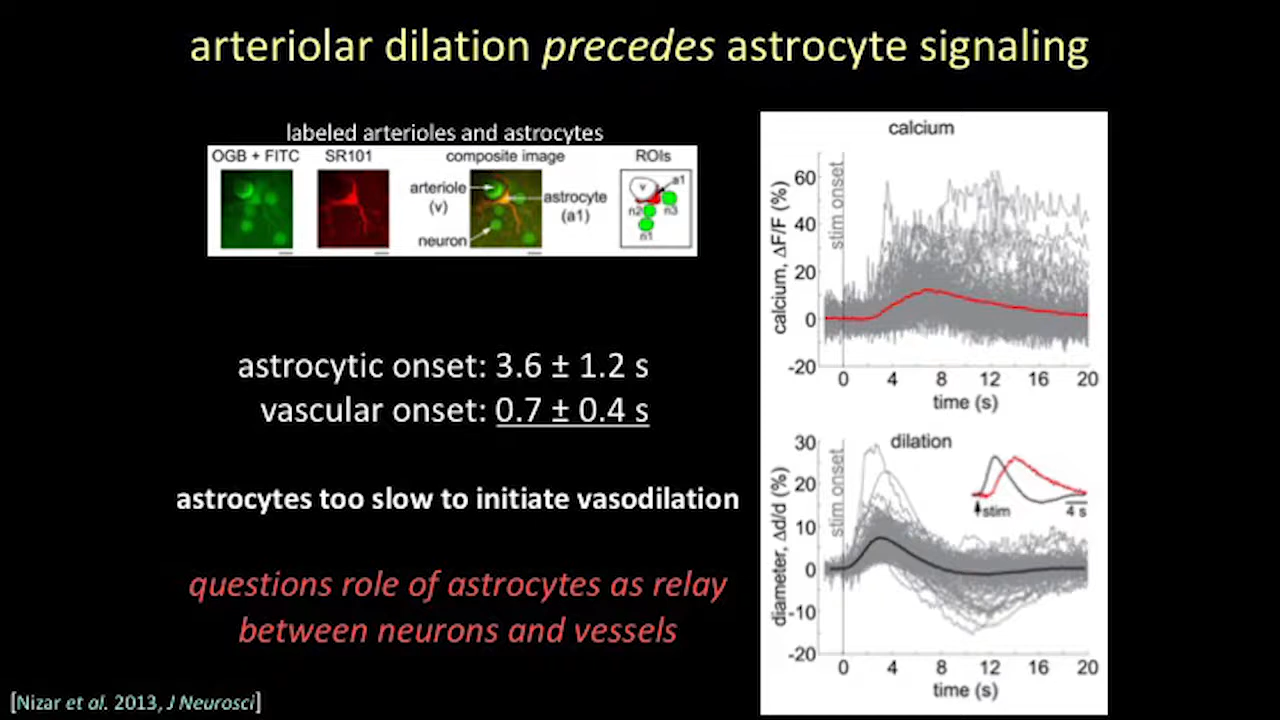 arteriolar dilation precedes astrocyte signaling
labeled arterioles and astrocytes
OGB + FITC
SR101
composite image
ROIs
arteriole
(v)
astrocyte
(a1)
neuron
v
a1
n2
n3
n1
astrocytic onset: 3.6 ± 1.2 s
vascular onset: 0.7 ± 0.4 s
astrocytes too slow to initiate vasodilation
questions role of astrocytes as relay
between neurons and vessels
[Nizar et al. 2013, J Neurosci]
calcium
calcium, ΔF/F (%)
stim onset
60
40
20
0
-20
0 4 8 12 16 20
time (s)
dilation
diameter, Δd/d (%)
stim onset
30
20
10
0
-10
-20
stim
4 s
0 4 8 12 16 20
time (s)